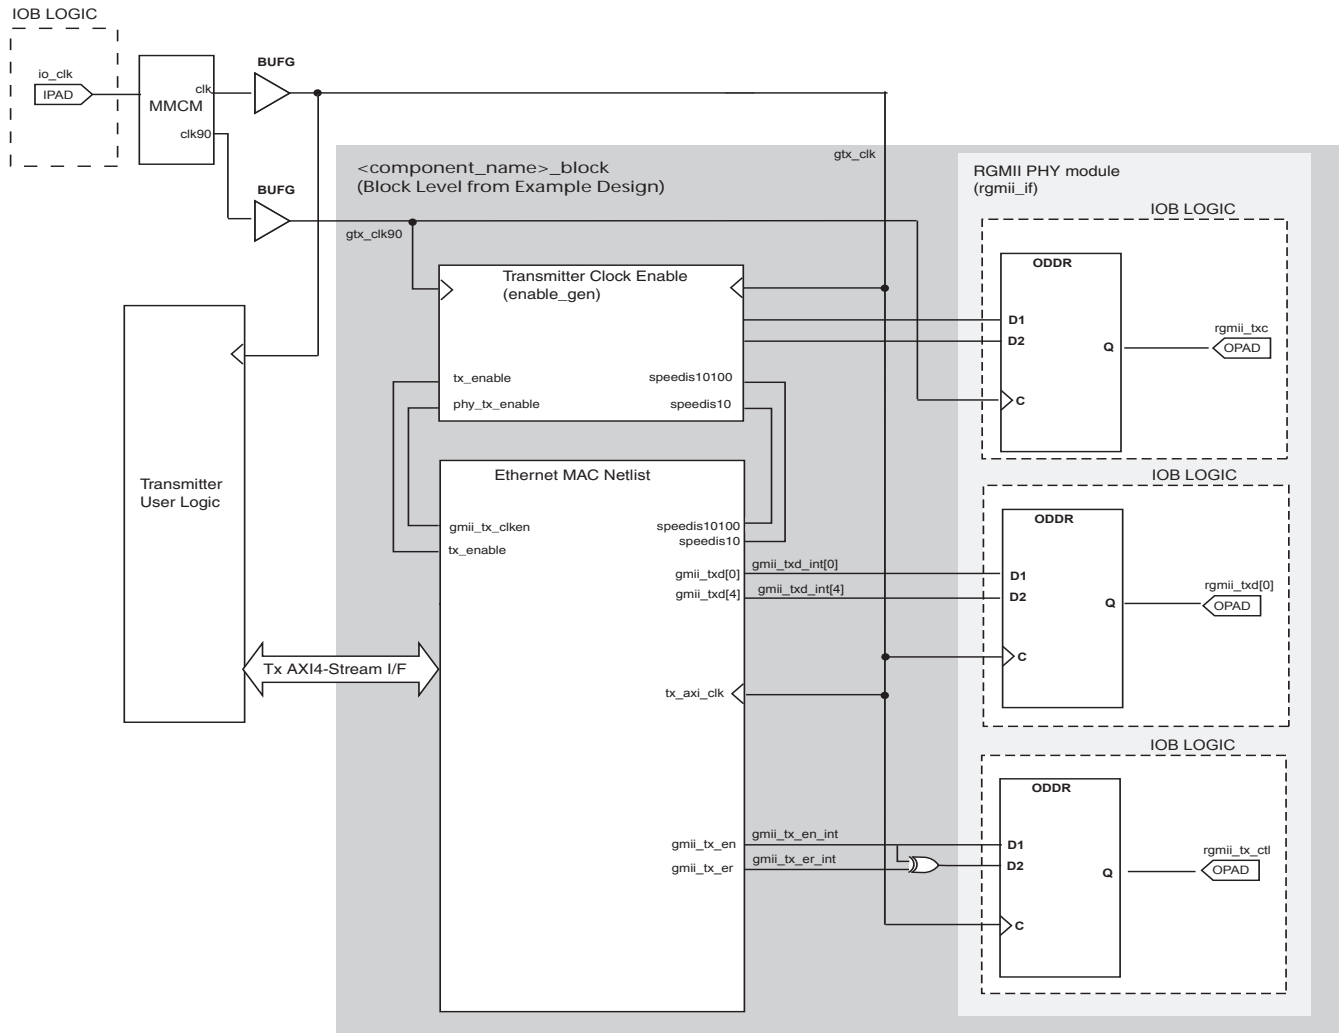 IOB LOGIC
io_clk
IPAD
MMCM
clk
clk90
BUFG
BUFG
gtx_clk
gtx_clk90
<component_name>_block
(Block Level from Example Design)
RGMII PHY module
(rgmii_if)
IOB LOGIC
ODDR
D1
D2
Q
C
rgmii_txc
OPAD
Transmitter Clock Enable
(enable_gen)
tx_enable
phy_tx_enable
speedis10100
speedis10
Transmitter
User Logic
Tx AXI4-Stream I/F
Ethernet MAC Netlist
gmii_tx_clken
tx_enable
speedis10100
speedis10
gmii_txd[0]
gmii_txd[4]
gmii_txd_int[0]
gmii_txd_int[4]
tx_axi_clk
gmii_tx_en
gmii_tx_er
gmii_tx_en_int
gmii_tx_er_int
IOB LOGIC
ODDR
D1
D2
Q
C
rgmii_txd[0]
OPAD
IOB LOGIC
ODDR
D1
D2
Q
C
rgmii_tx_ctl
OPAD